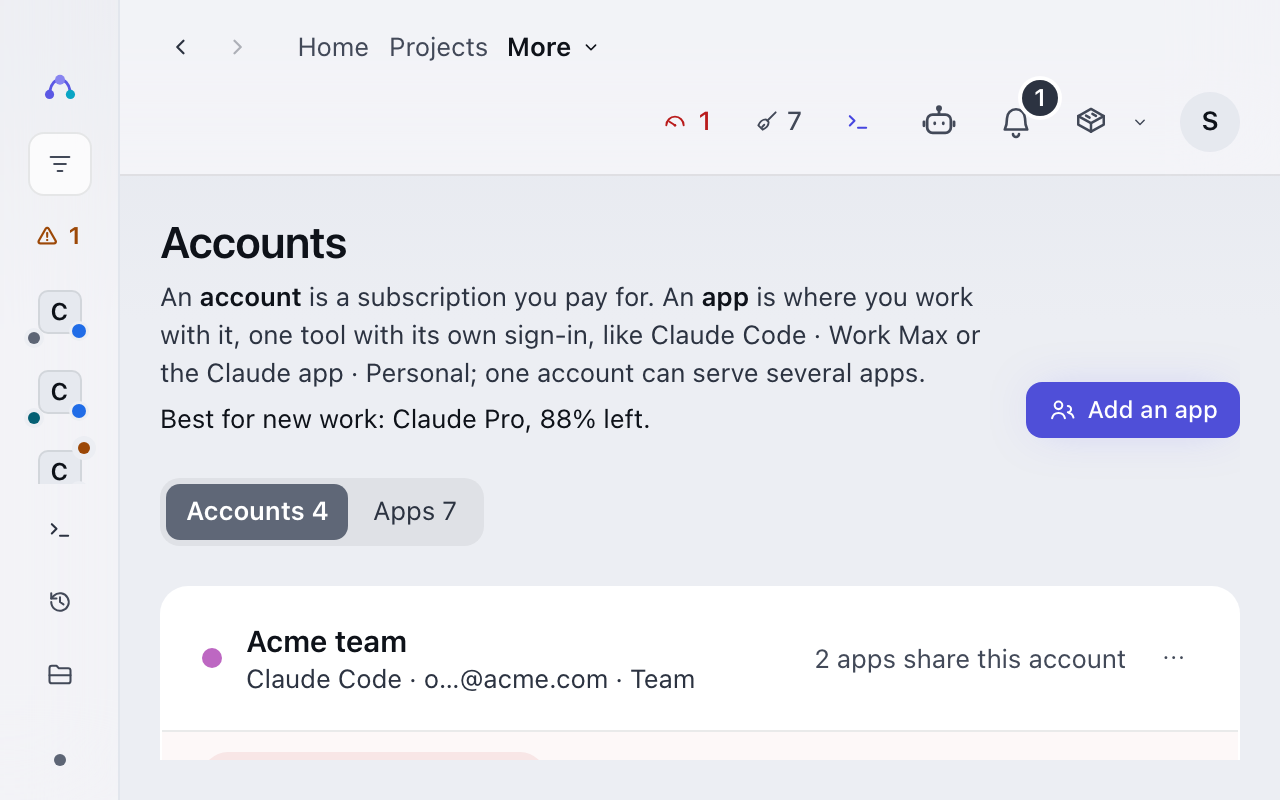 Home Projects More
1 7 1 S
1
C
C
C
Accounts
An account is a subscription you pay for. An app is where you work
with it, one tool with its own sign-in, like Claude Code · Work Max or
the Claude app · Personal; one account can serve several apps.
Best for new work: Claude Pro, 88% left.
Add an app
Accounts 4 Apps 7
Acme team
Claude Code · o...@acme.com · Team
2 apps share this account